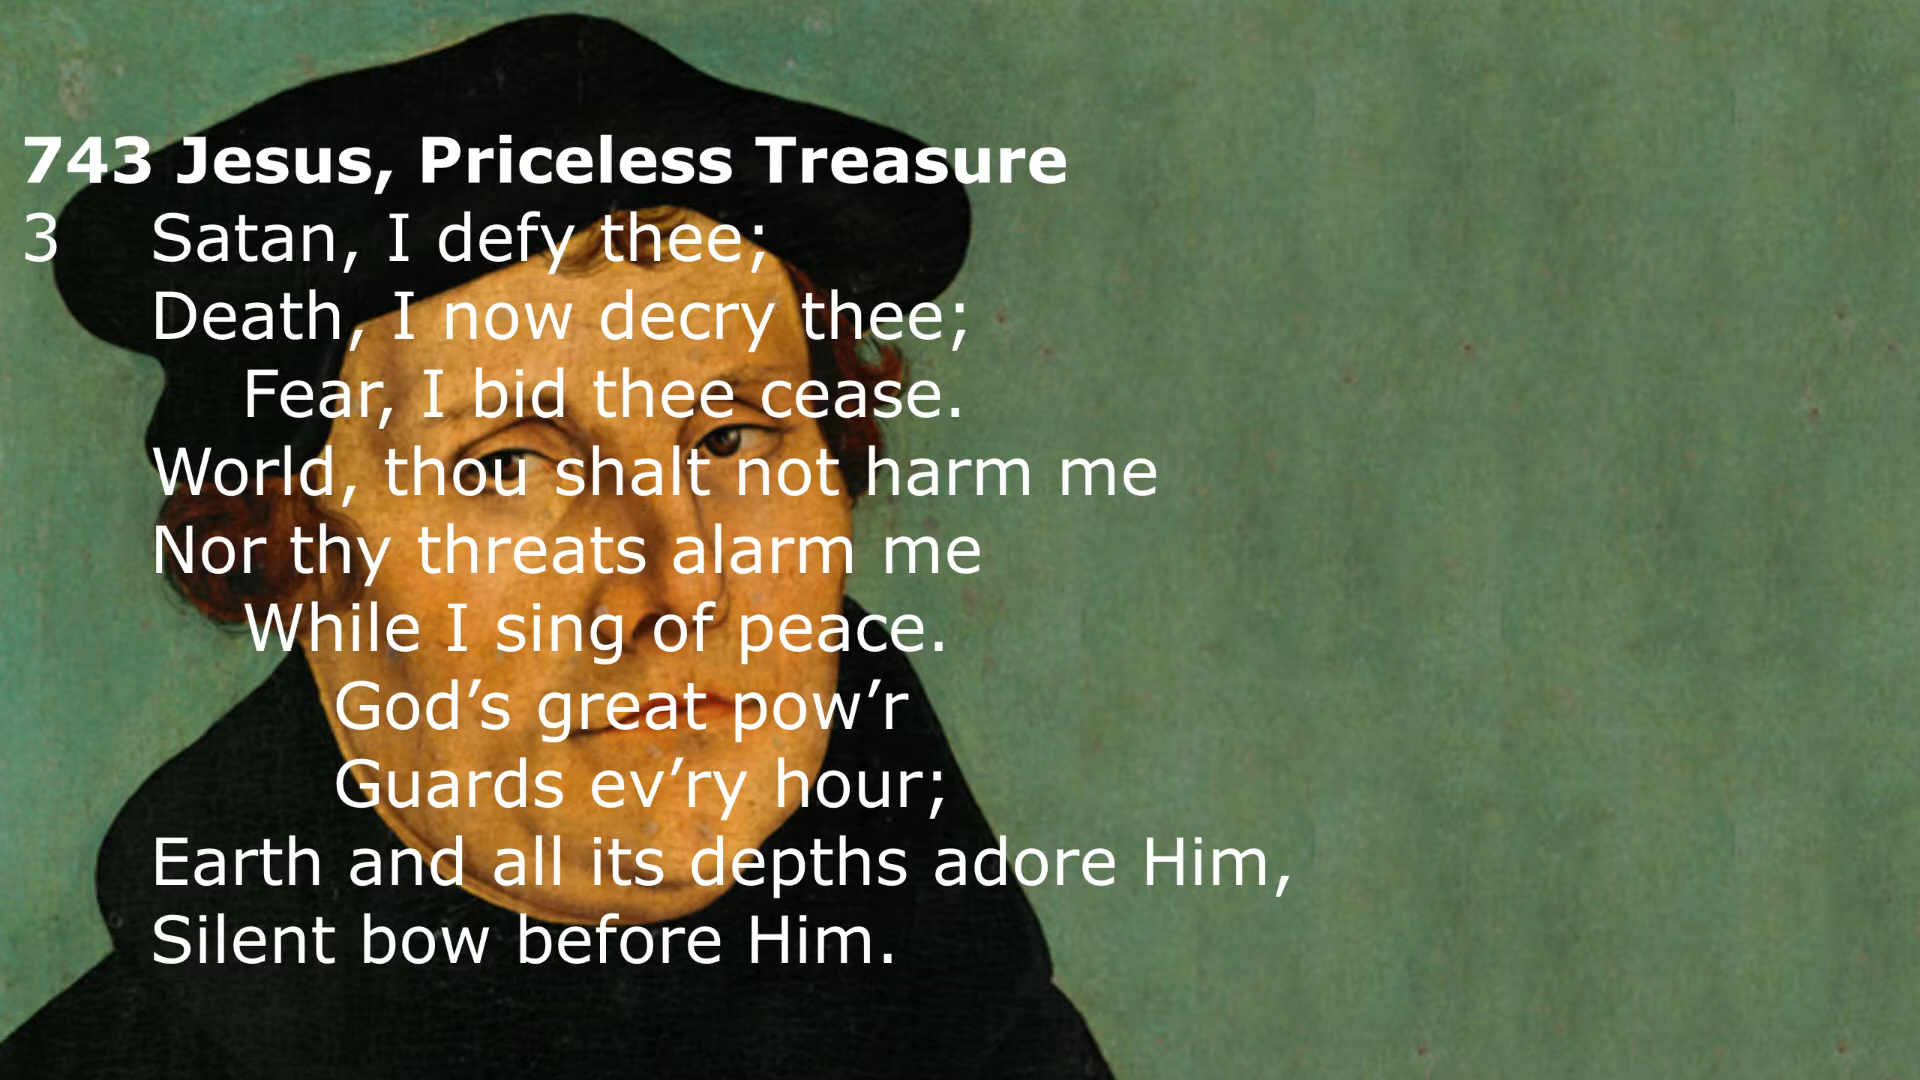 743 Jesus, Priceless Treasure
3 Satan, I defy thee;
Death, I now decry thee;
Fear, I bid thee cease.
World, thou shalt not harm me
Nor thy threats alarm me
While I sing of peace.
God’s great pow’r
Guards ev’ry hour;
Earth and all its depths adore Him,
Silent bow before Him.